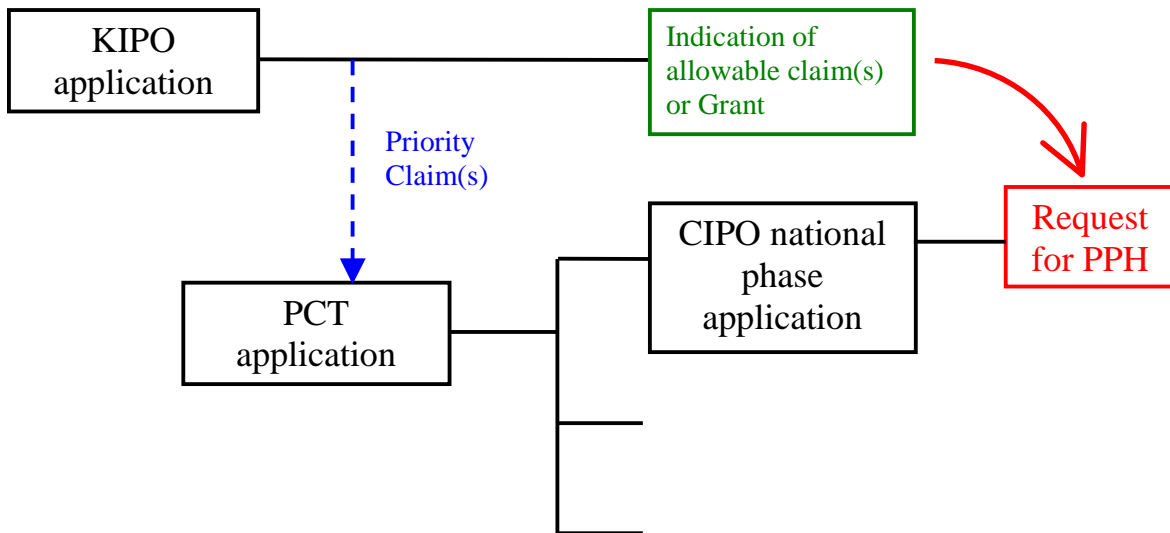 KIPO
application
Indication of
allowable claim(s)
or Grant
Priority
Claim(s)
Request
for PPH
CIPO national
phase
application
PCT
application